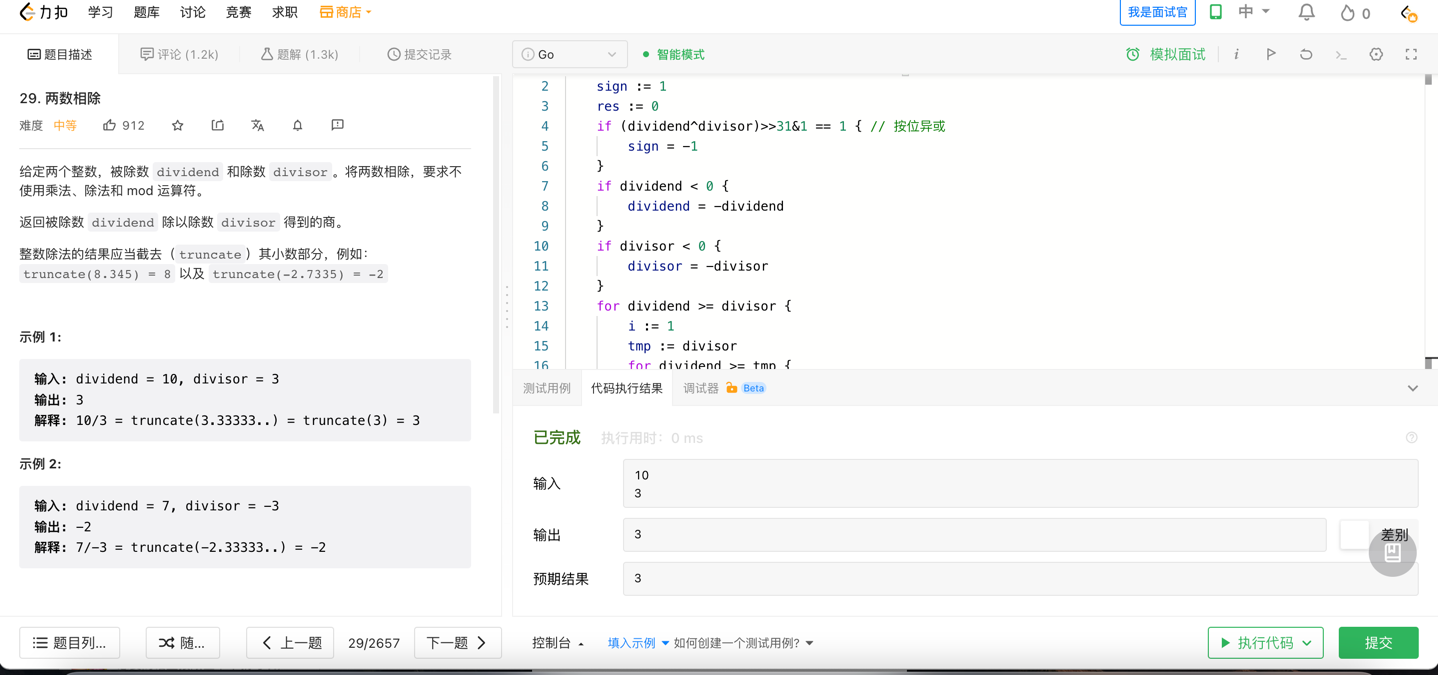 力扣 学习 题库 讨论 竞赛 求职 商店 我是面试官 中 0
题目描述 评论 (1.2k) 题解 (1.3k) 提交记录
29. 两数相除
难度 中等 912
给定两个整数，被除数 dividend 和除数 divisor 。将两数相除，要求不
使用乘法、除法和 mod 运算符。
返回被除数 dividend 除以除数 divisor 得到的商。
整数除法的结果应当截去（ truncate ）其小数部分，例如：
truncate(8.345) = 8 以及 truncate(-2.7335) = -2
示例 1:
输入: dividend = 10, divisor = 3
输出: 3
解释: 10/3 = truncate(3.33333..) = truncate(3) = 3
示例 2:
输入: dividend = 7, divisor = -3
输出: -2
解释: 7/-3 = truncate(-2.33333..) = -2
题目列... 随... 上一题 29/2657 下一题
Go 智能模式 模拟面试
2 sign := 1
3 res := 0
4 if (dividend^divisor)>>31&1 == 1 { // 按位异或
5 sign = -1
6 }
7 if dividend < 0 {
8 dividend = -dividend
9 }
10 if divisor < 0 {
11 divisor = -divisor
12 }
13 for dividend >= divisor {
14 i := 1
15 tmp := divisor
16 for dividend >= tmp {
测试用例 代码执行结果 调试器 Beta
已完成 执行用时: 0 ms
输入
10
3
输出 3 差别
预期结果 3
控制台 填入示例 如何创建一个测试用例? 执行代码 提交